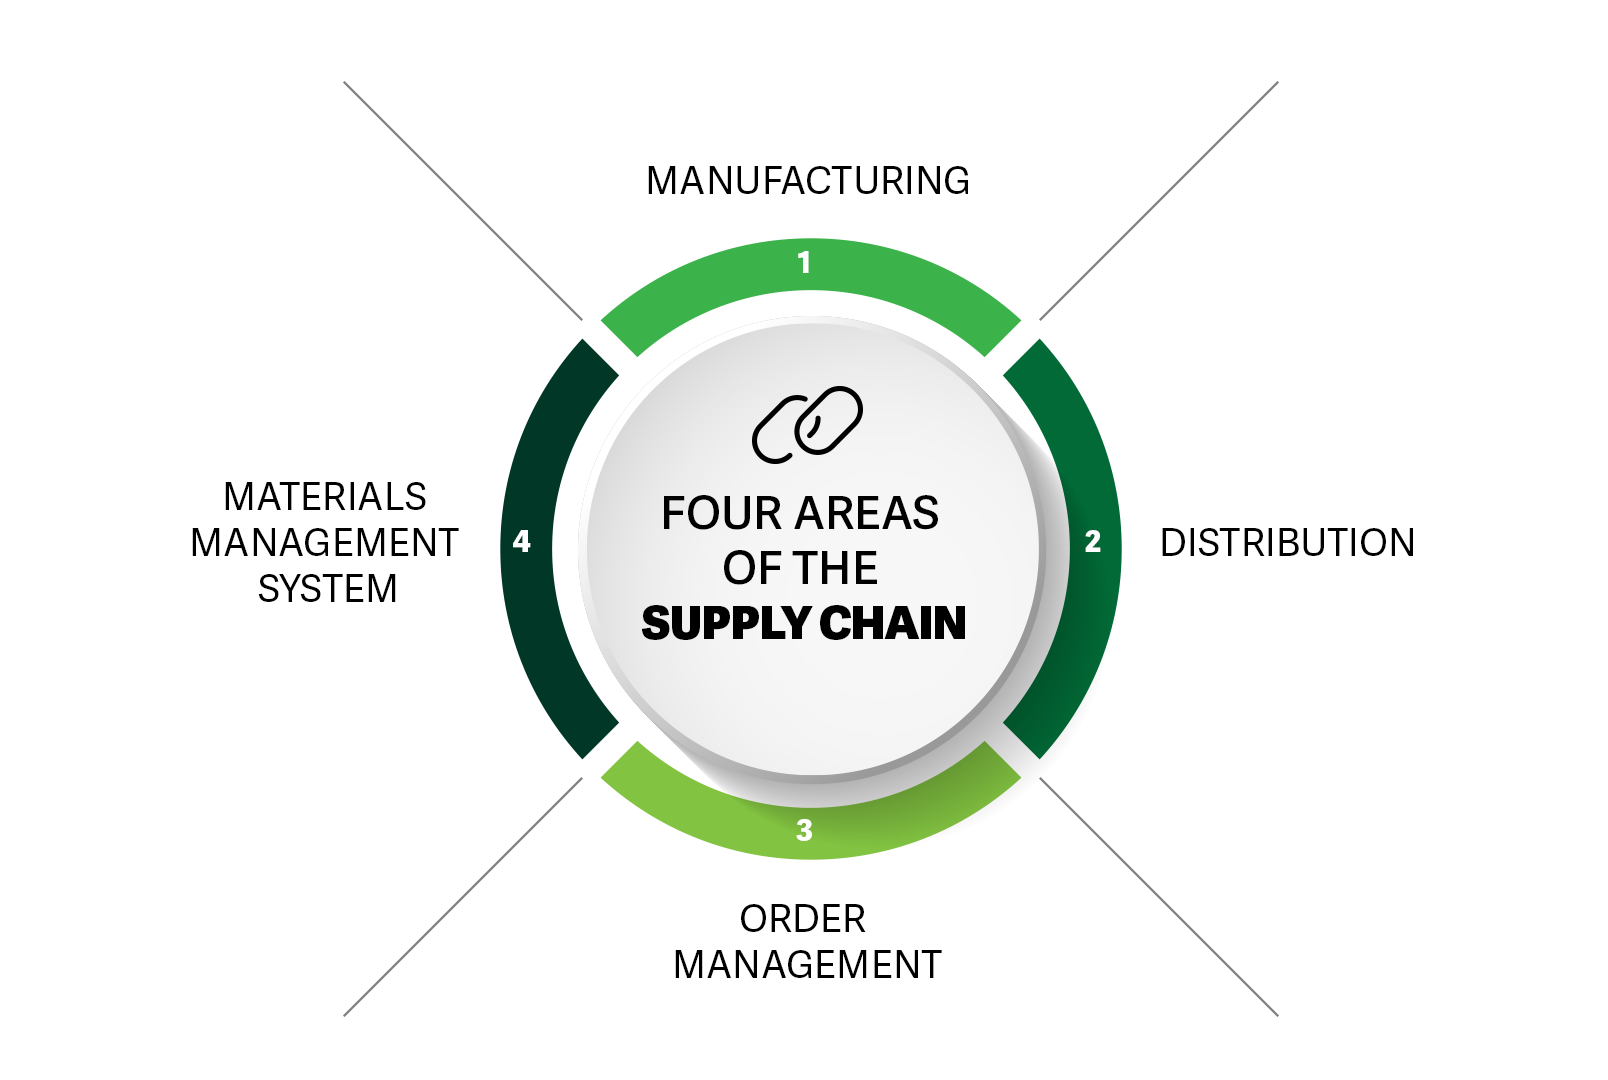 MANUFACTURING
1
FOUR AREAS
OF THE
SUPPLY CHAIN
2
DISTRIBUTION
3
ORDER
MANAGEMENT
4
MATERIALS
MANAGEMENT
SYSTEM